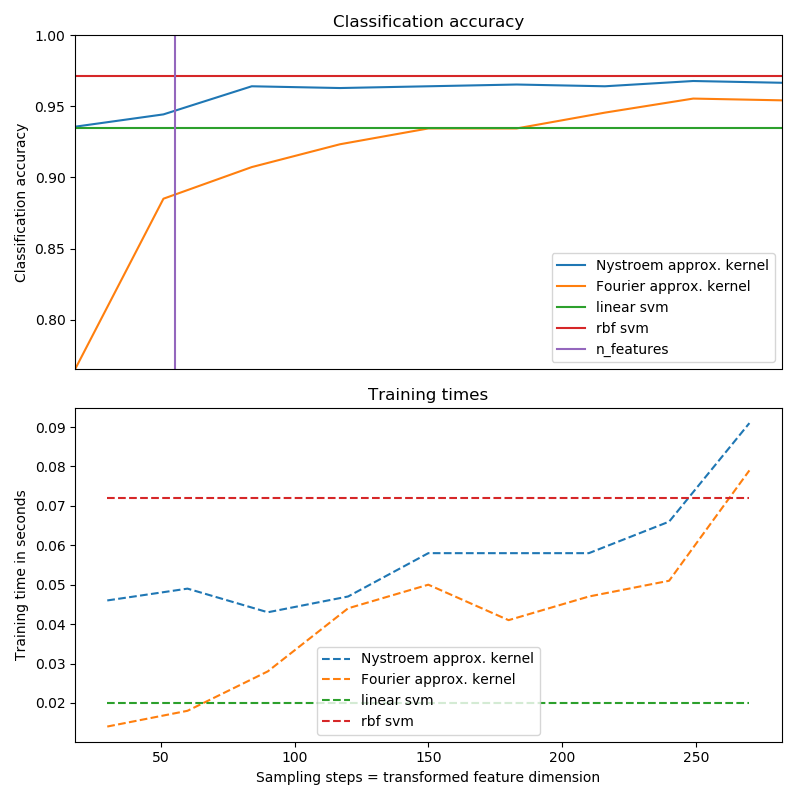 Classification accuracy
1.00
0.95
0.90
0.85
0.80
Classification accuracy
Nystroem approx. kernel
Fourier approx. kernel
linear svm
rbf svm
n_features
Training times
0.09
0.08
0.07
0.06
0.05
0.04
0.03
0.02
Training time in seconds
Nystroem approx. kernel
Fourier approx. kernel
linear svm
rbf svm
50
100
150
200
250
Sampling steps = transformed feature dimension